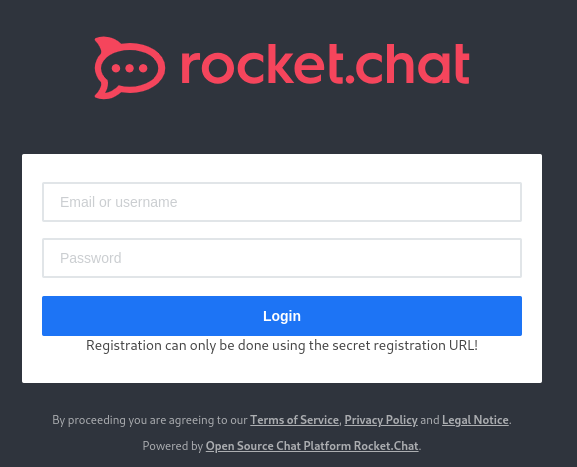 rocket.chat
Email or username
Password
Login
Registration can only be done using the secret registration URL!
By proceeding you are agreeing to our Terms of Service, Privacy Policy and Legal Notice.
Powered by Open Source Chat Platform Rocket.Chat.